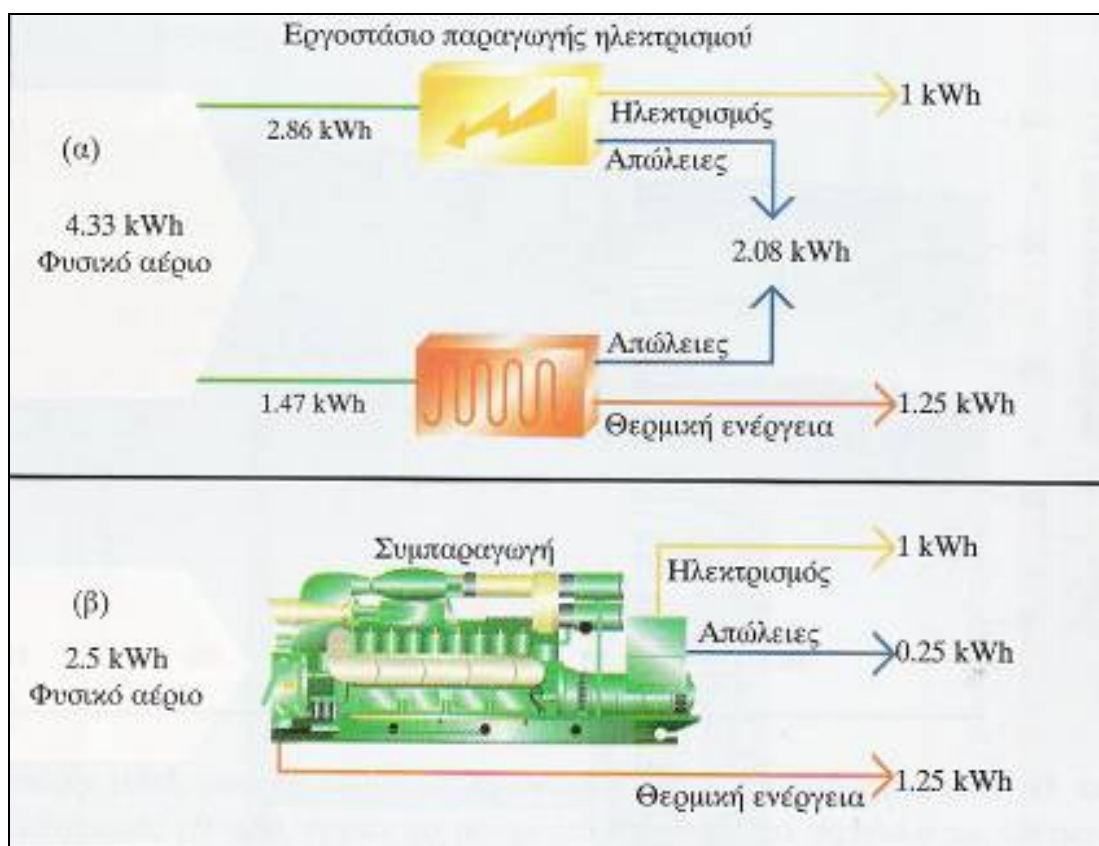 Εργοστάσιο παραγωγής ηλεκτρισμού
2.86 kWh
Ηλεκτρισμός
1 kWh
Απώλειες
(α)
4.33 kWh
Φυσικό αέριο
2.08 kWh
Απώλειες
1.47 kWh
1.25 kWh
Θερμική ενέργεια
Συμπαραγωγή
1 kWh
Ηλεκτρισμός
(β)
2.5 kWh
Φυσικό αέριο
Απώλειες
0.25 kWh
1.25 kWh
Θερμική ενέργεια